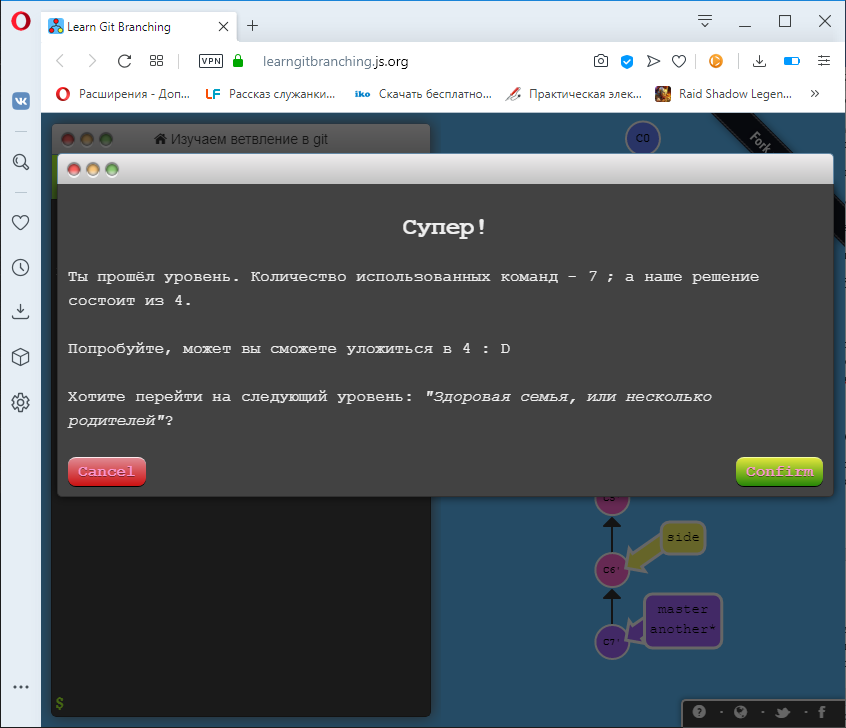 Learn Git Branching
VPN
learngitbranching.js.org
Расширения - Доп...
LF
Рассказ служанки...
iko
Скачать бесплатно...
Практическая элек...
Raid Shadow Legen...
»
Изучаем ветвление в git
C0
Fork
Супер!
Ты прошёл уровень. Количество использованных команд - 7 ; а наше решение
состоит из 4.
Попробуйте, может вы сможете уложиться в 4 : D
Хотите перейти на следующий уровень: "Здоровая семья, или несколько
родителей"?
Cancel
Confirm
side
C6'
master
another*
C7'
$